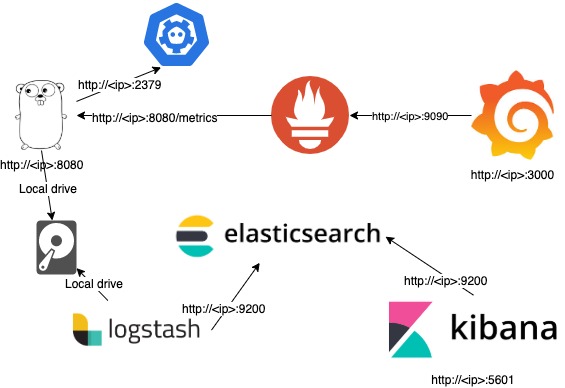 http://<ip>:2379
http://<ip>:8080/metrics
http://<ip>:9090
http://<ip>:8080
http://<ip>:3000
Local drive
elasticsearch
Local drive
http://<ip>:9200
http://<ip>:9200
logstash
kibana
http://<ip>:5601